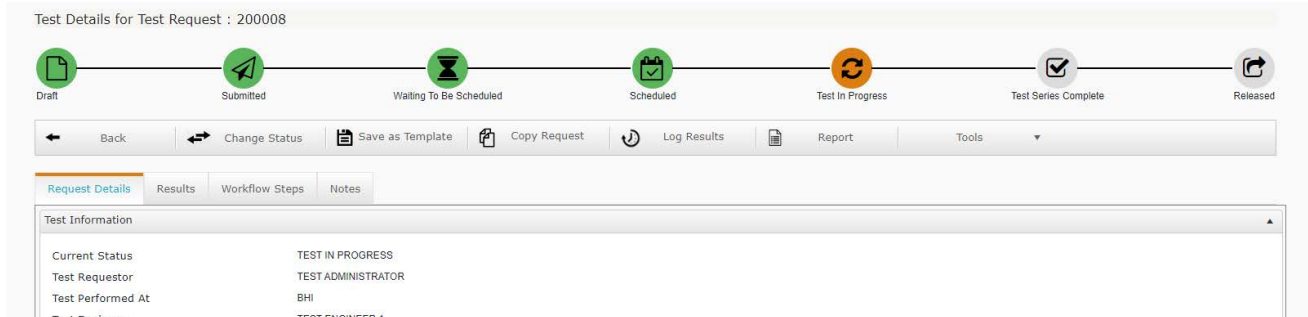 Test Details for Test Request : 200008
Draft Submitted Waiting To Be Scheduled Scheduled Test In Progress Test Series Complete Released
Back Change Status Save as Template Copy Request Log Results Report Tools
Request Details Results Workflow Steps Notes
Test Information
Current Status TEST IN PROGRESS
Test Requestor TEST ADMINISTRATOR
Test Performed At BHI